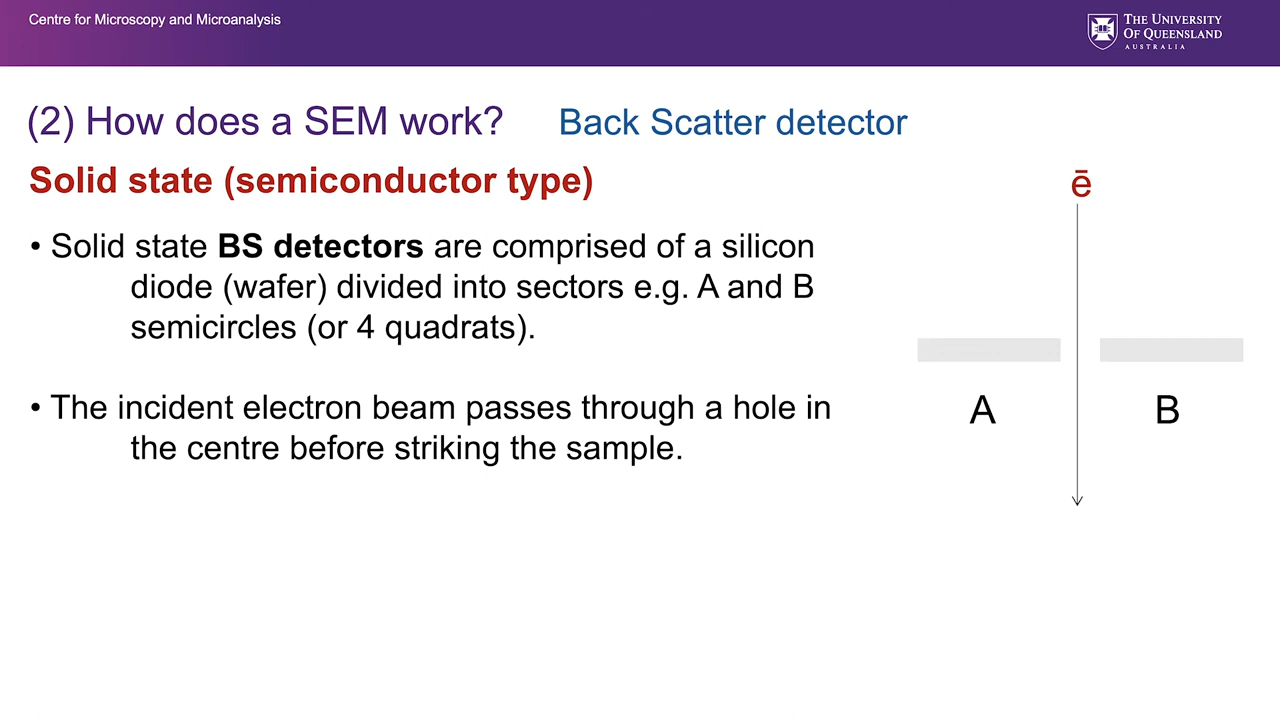 Centre for Microscopy and Microanalysis
THE UNIVERSITY
OF QUEENSLAND
AUSTRALIA
(2) How does a SEM work? Back Scatter detector
Solid state (semiconductor type)
ē
• Solid state BS detectors are comprised of a silicon
diode (wafer) divided into sectors e.g. A and B
semicircles (or 4 quadrats).
• The incident electron beam passes through a hole in
the centre before striking the sample.
A B